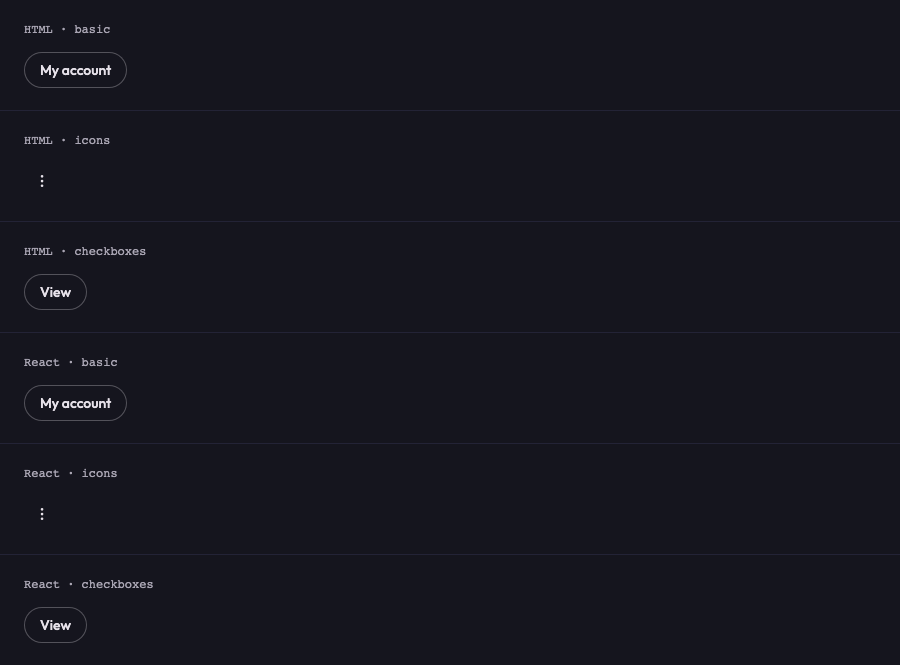 HTML · basic
My account
HTML · icons
HTML · checkboxes
View
React · basic
My account
React · icons
React · checkboxes
View